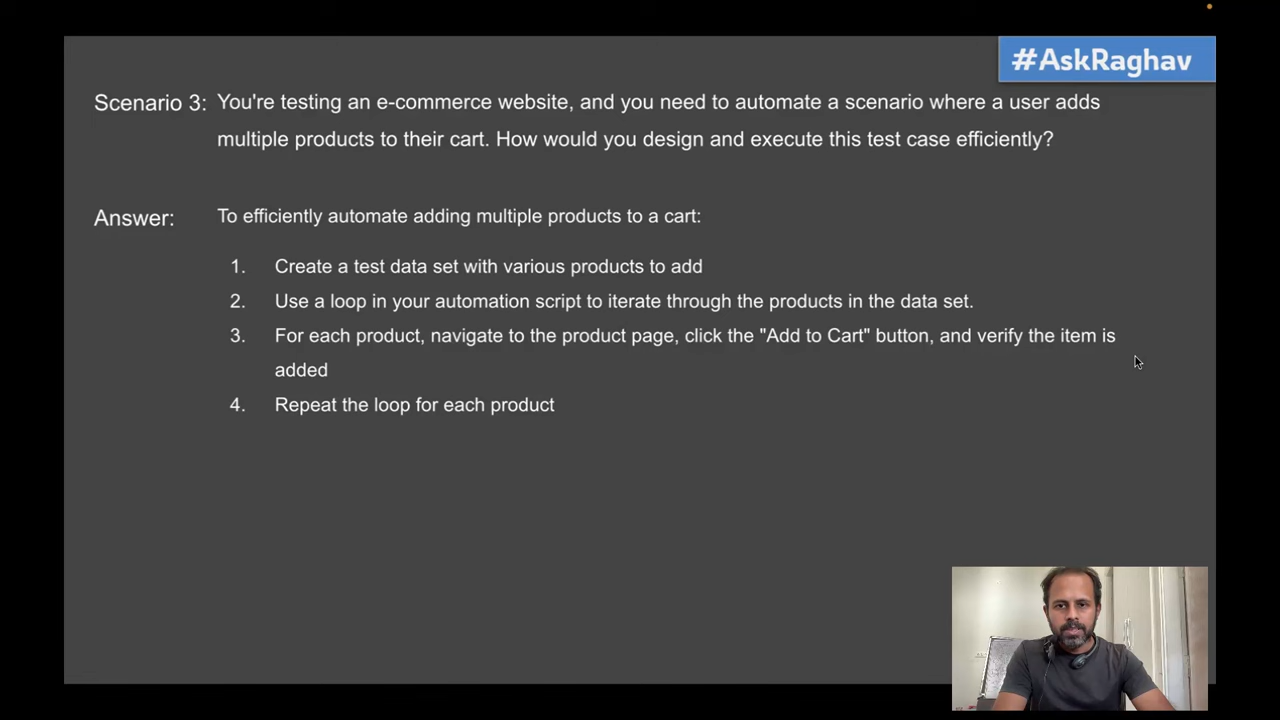 #AskRaghav
Scenario 3: You're testing an e-commerce website, and you need to automate a scenario where a user adds
multiple products to their cart. How would you design and execute this test case efficiently?
Answer: To efficiently automate adding multiple products to a cart:
1. Create a test data set with various products to add
2. Use a loop in your automation script to iterate through the products in the data set.
3. For each product, navigate to the product page, click the "Add to Cart" button, and verify the item is
added
4. Repeat the loop for each product